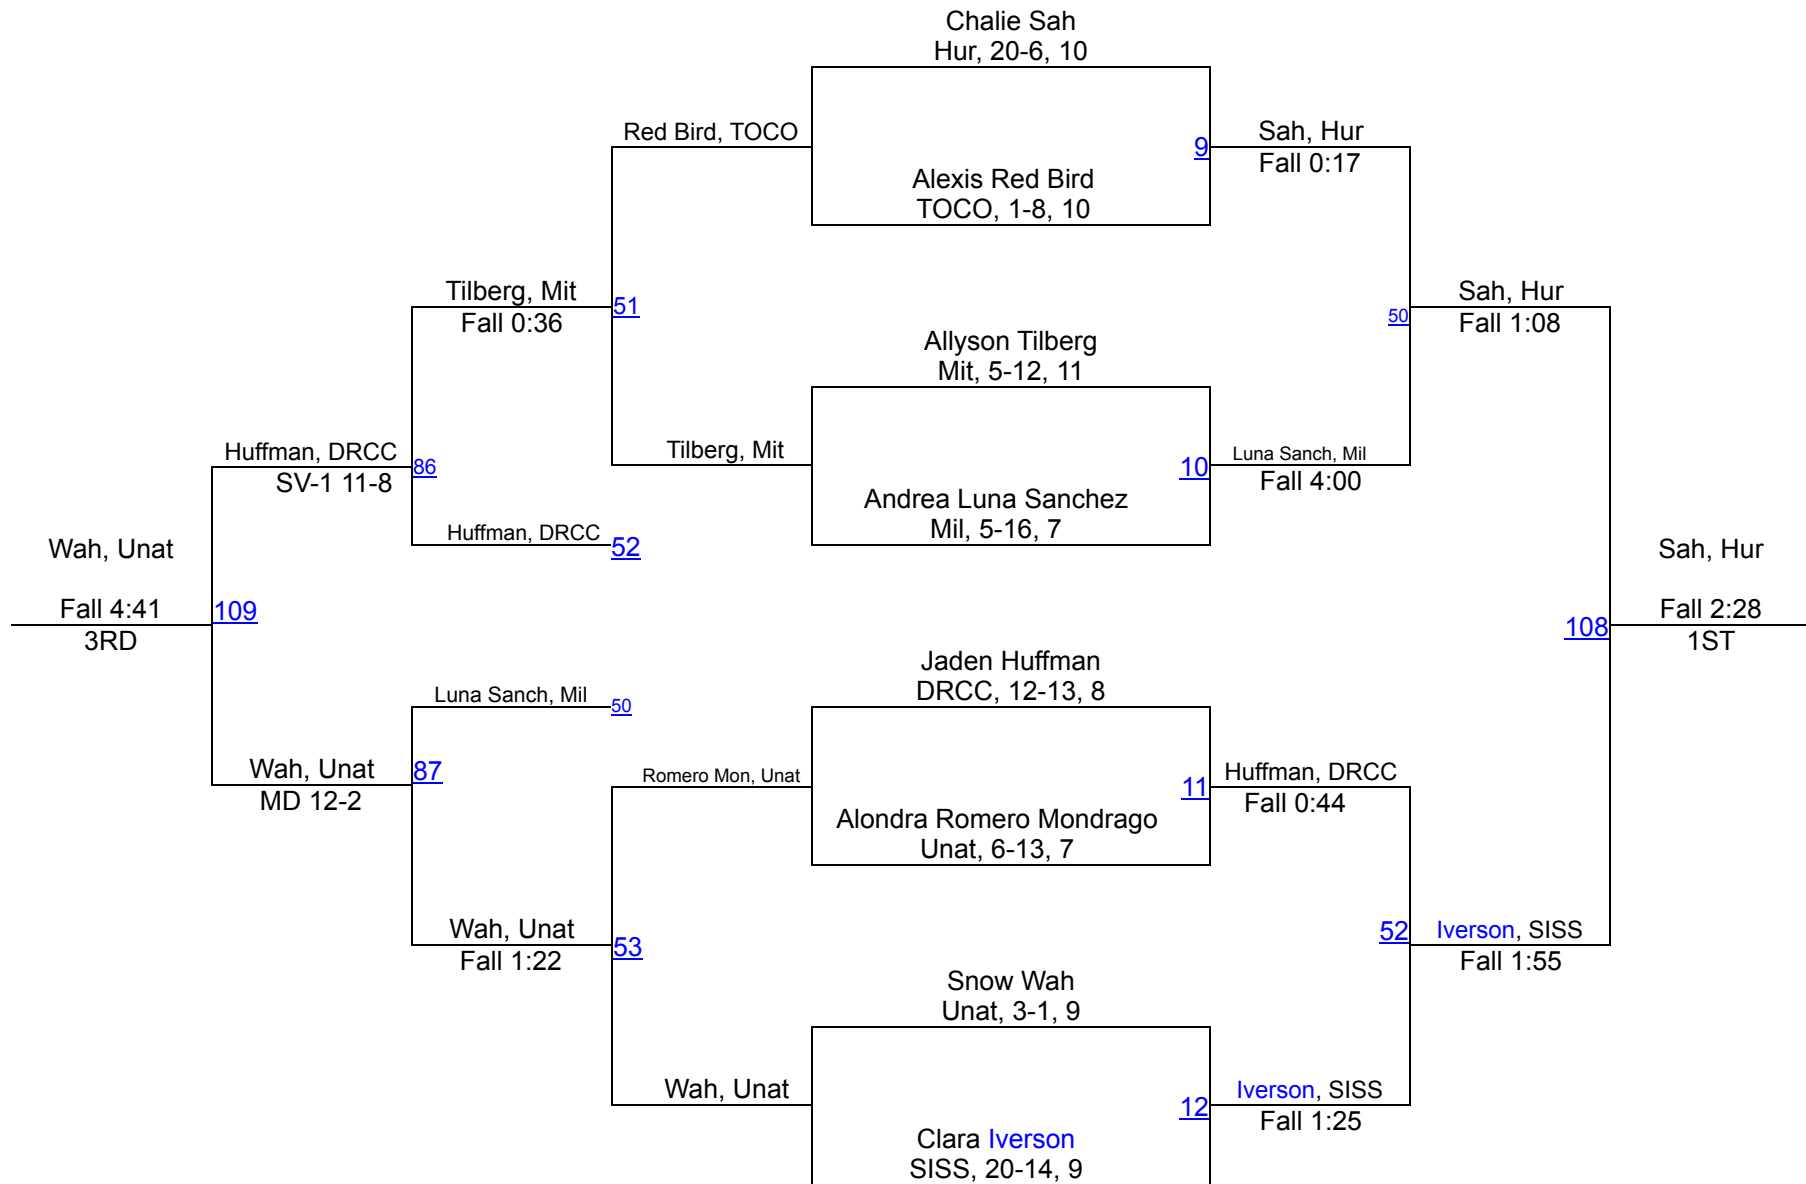 Chalie Sah
Hur, 20-6, 10
Red Bird, TOCO
9
Sah, Hur
Fall 0:17
Alexis Red Bird
TOCO, 1-8, 10
Tilberg, Mit
Fall 0:36
51
Sah, Hur
Fall 1:08
50
Allyson Tilberg
Mit, 5-12, 11
Huffman, DRCC
SV-1 11-8
86
Tilberg, Mit
10
Luna Sanch, Mil
Fall 4:00
Andrea Luna Sanchez
Mil, 5-16, 7
Huffman, DRCC
52
Wah, Unat
Fall 4:41
3RD
109
Sah, Hur
Fall 2:28
1ST
108
Jaden Huffman
DRCC, 12-13, 8
Luna Sanch, Mil
50
Wah, Unat
MD 12-2
87
Romero Mon, Unat
11
Huffman, DRCC
Fall 0:44
Alondra Romero Mondrago
Unat, 6-13, 7
Wah, Unat
Fall 1:22
53
52
Iverson, SISS
Fall 1:55
Snow Wah
Unat, 3-1, 9
Wah, Unat
12
Iverson, SISS
Fall 1:25
Clara Iverson
SISS, 20-14, 9